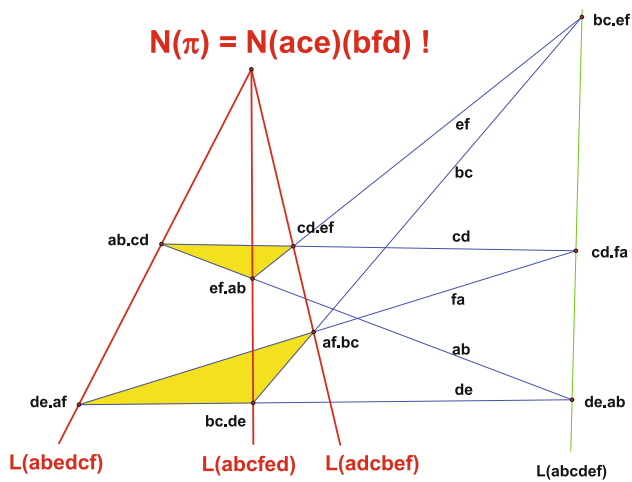 N(π) = N(ace)(bfd) !
bc.ef
ef
bc
ab.cd
cd.ef
cd
cd.fa
ef.ab
fa
af.bc
ab
de.af
bc.de
de
de.ab
L(abedcf)
L(abcfed)
L(adcbef)
L(abcdef)